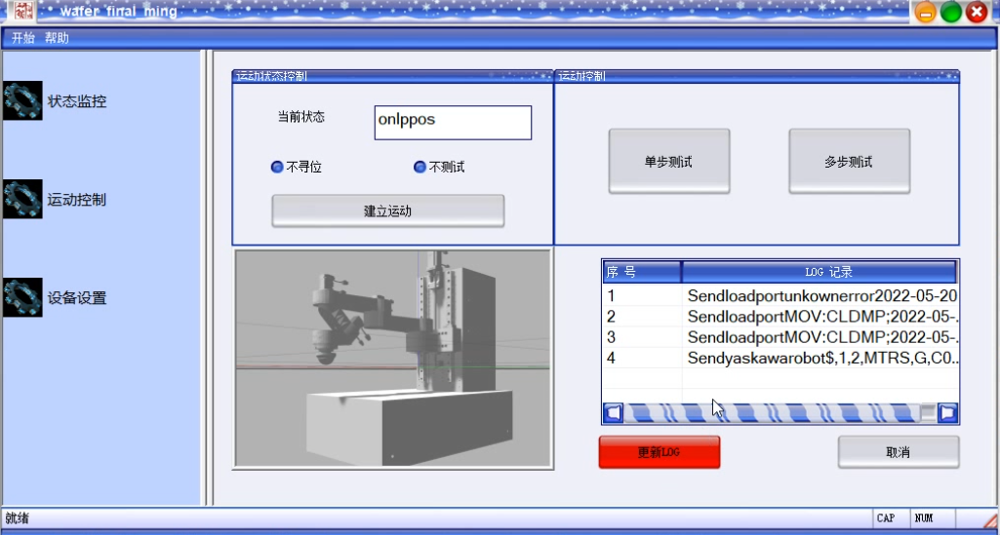 wafer final ming
开始 帮助
状态监控
运动控制
设备设置
运动状态控制
当前状态
onlppos
不寻位
不测试
建立运动
运动控制
单步测试
多步测试
序 号 LOG 记录
1 Sendloadportunkownerror2022-05-20
2 SendloadportMOV:CLDMP;2022-05-..
3 SendloadportMOV:CLDMP;2022-05-..
4 Sendyaskawarobot$,1,2,MTRS,G,C0..
更新LOG
取消
就绪
CAP NUM